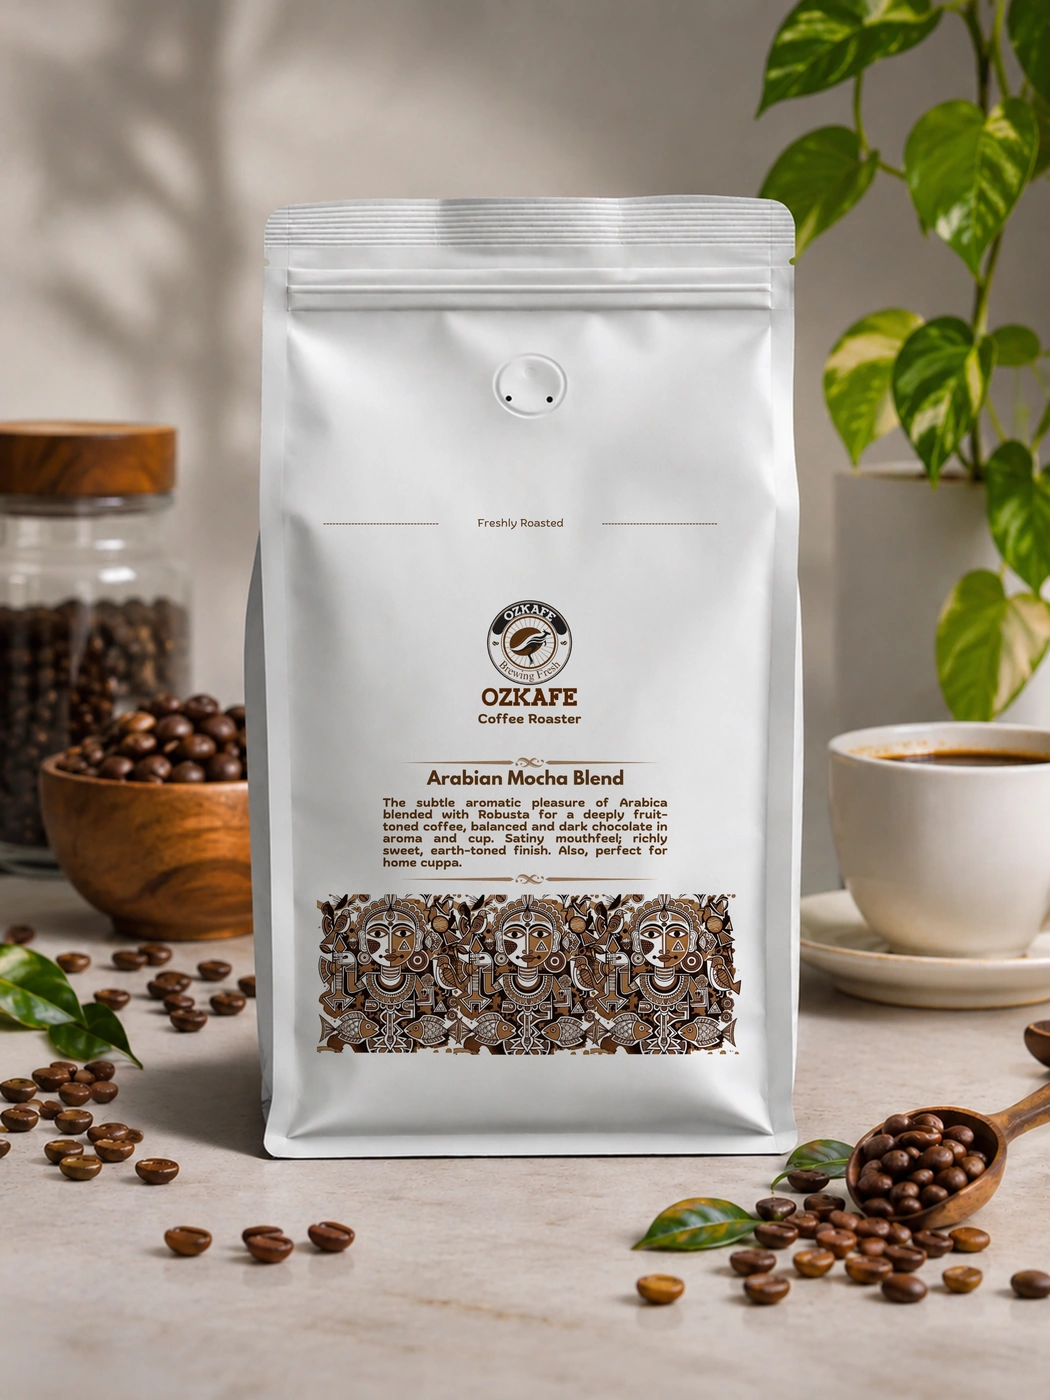 Freshly Roasted
OZKAFE
Brewing Fresh
OZKAFE
Coffee Roaster
Arabian Mocha Blend
The subtle aromatic pleasure of Arabica
blended with Robusta for a deeply fruit-
toned coffee, balanced and dark chocolate in
aroma and cup. Satiny mouthfeel; richly
sweet, earth-toned finish. Also, perfect for
home cuppa.